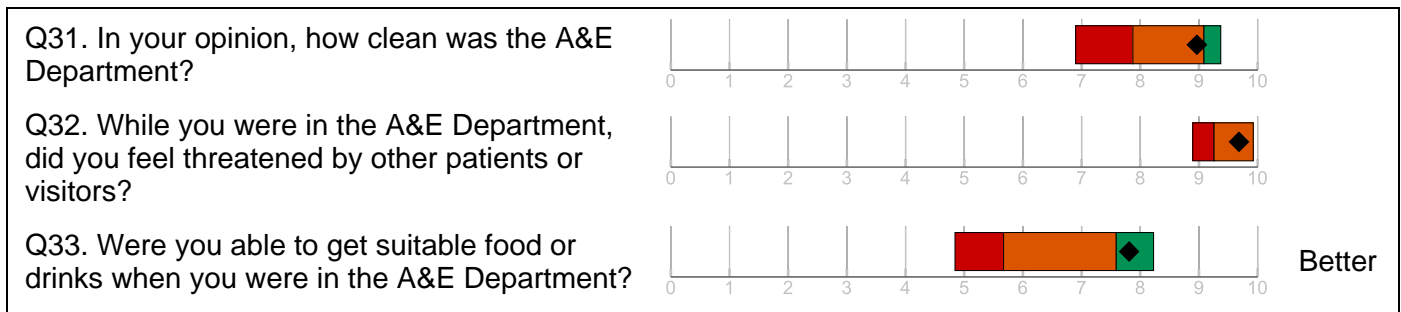 Q31. In your opinion, how clean was the A&E
Department?
0 1 2 3 4 5 6 7 8 9 10
Q32. While you were in the A&E Department,
did you feel threatened by other patients or
visitors?
0 1 2 3 4 5 6 7 8 9 10
Q33. Were you able to get suitable food or
drinks when you were in the A&E Department?
0 1 2 3 4 5 6 7 8 9 10
Better